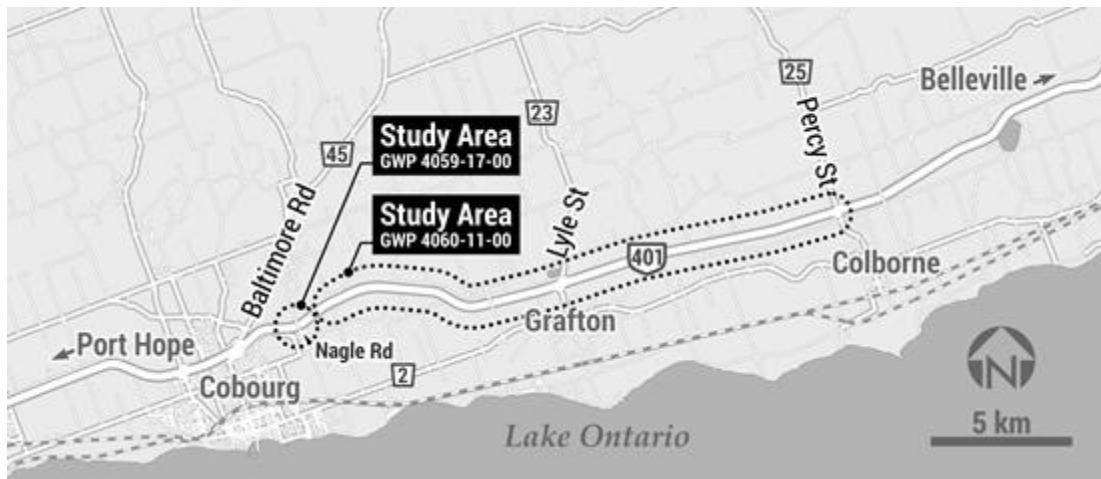 25
Belleville
23
Percy St
Study Area
GWP 4059-17-00
45
Baltimore Rd
Study Area
GWP 4060-11-00
Lyle St
401
Colborne
Grafton
Port Hope
Nagle Rd
2
Cobourg
N
5 km
Lake Ontario